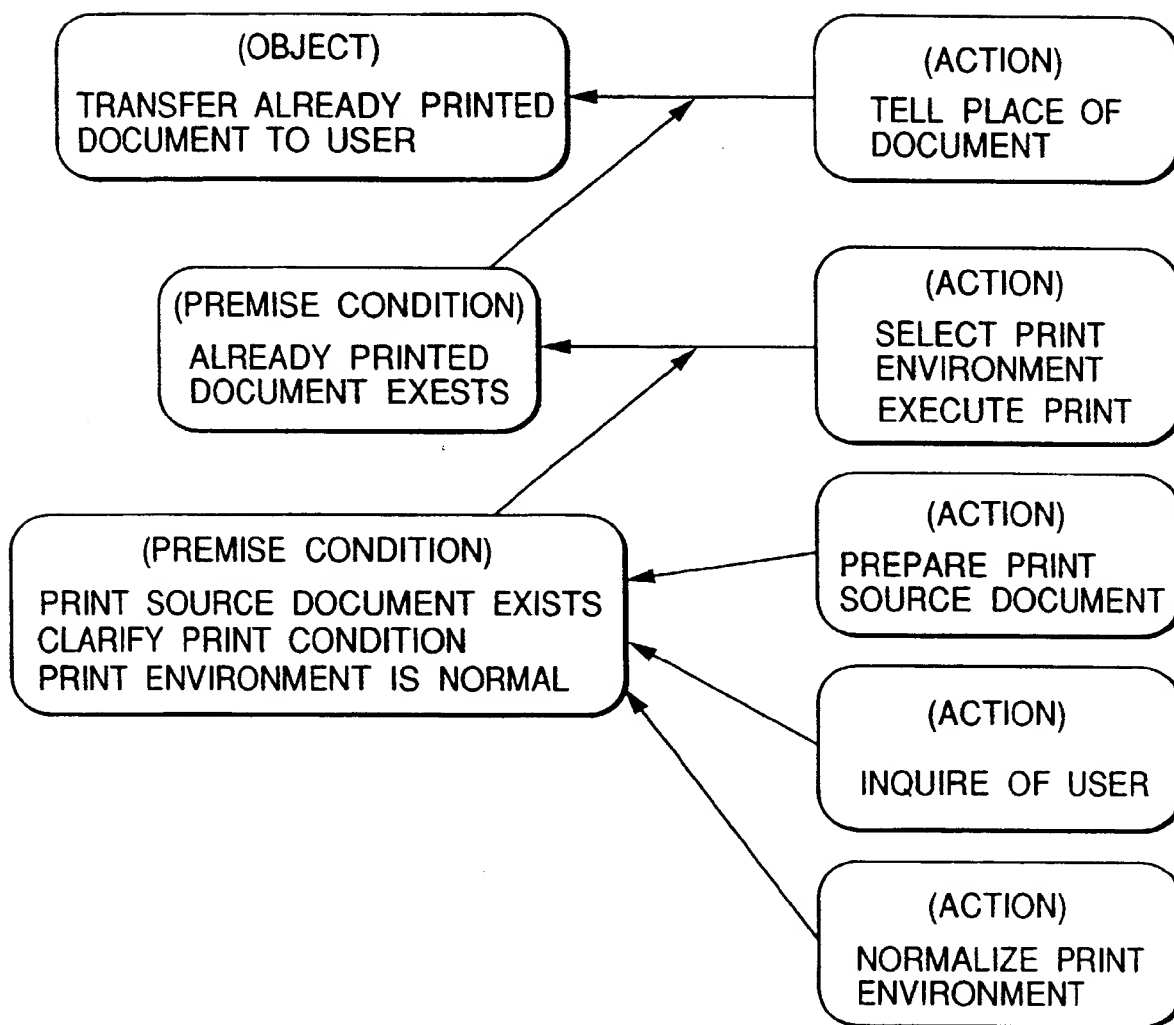 (OBJECT)
TRANSFER ALREADY PRINTED
DOCUMENT TO USER
(ACTION)
TELL PLACE OF
DOCUMENT
(PREMISE CONDITION)
ALREADY PRINTED
DOCUMENT EXESTS
(ACTION)
SELECT PRINT
ENVIRONMENT
EXECUTE PRINT
(PREMISE CONDITION)
PRINT SOURCE DOCUMENT EXISTS
CLARIFY PRINT CONDITION
PRINT ENVIRONMENT IS NORMAL
(ACTION)
PREPARE PRINT
SOURCE DOCUMENT
(ACTION)
INQUIRE OF USER
(ACTION)
NORMALIZE PRINT
ENVIRONMENT